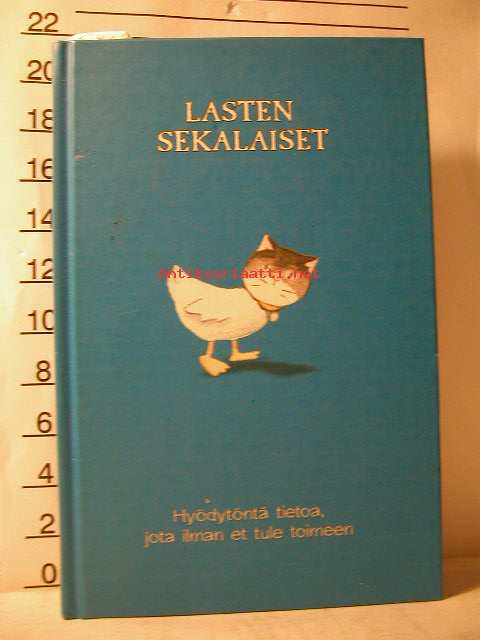 22
20
18
16
14
12
10
8
6
4
2
0
LASTEN
SEKALAISET
Antikvariaatti.net
Hyödytöntä tietoa,
jota ilman et tule toimeen